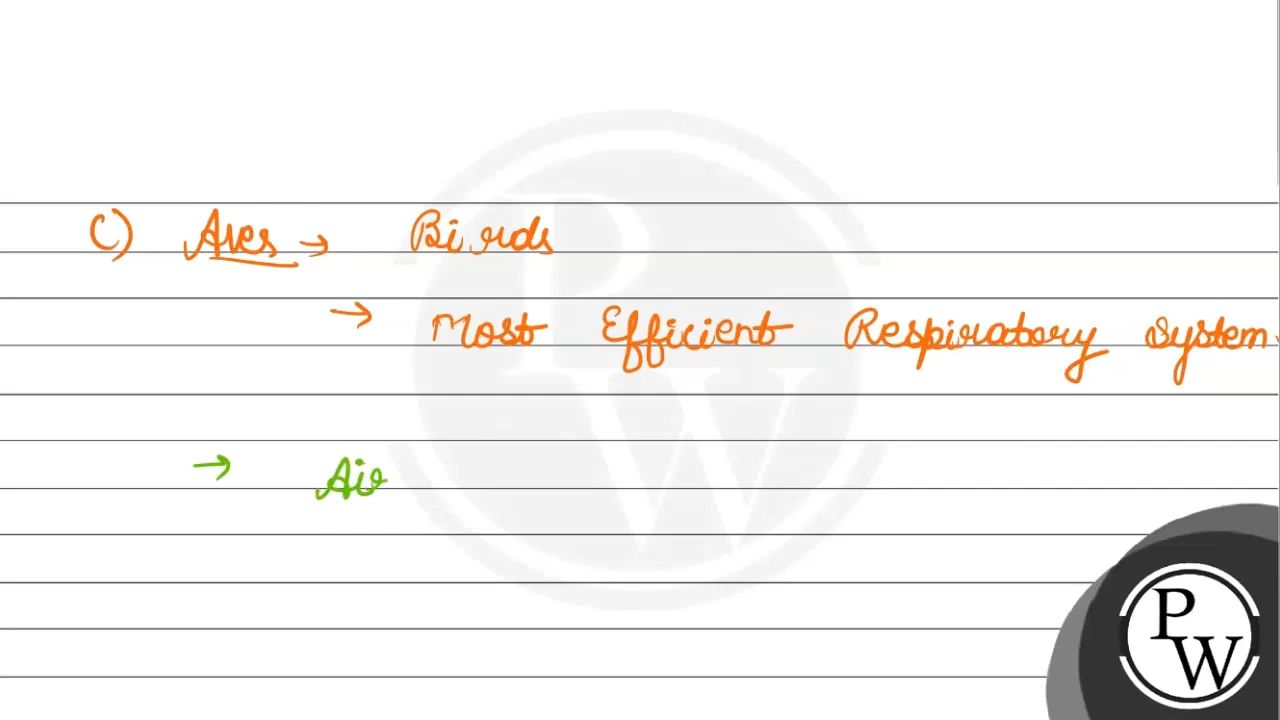 C) Aves → Birds
→ Most Efficient Respiratory System.
→ Air
P
W
P
W